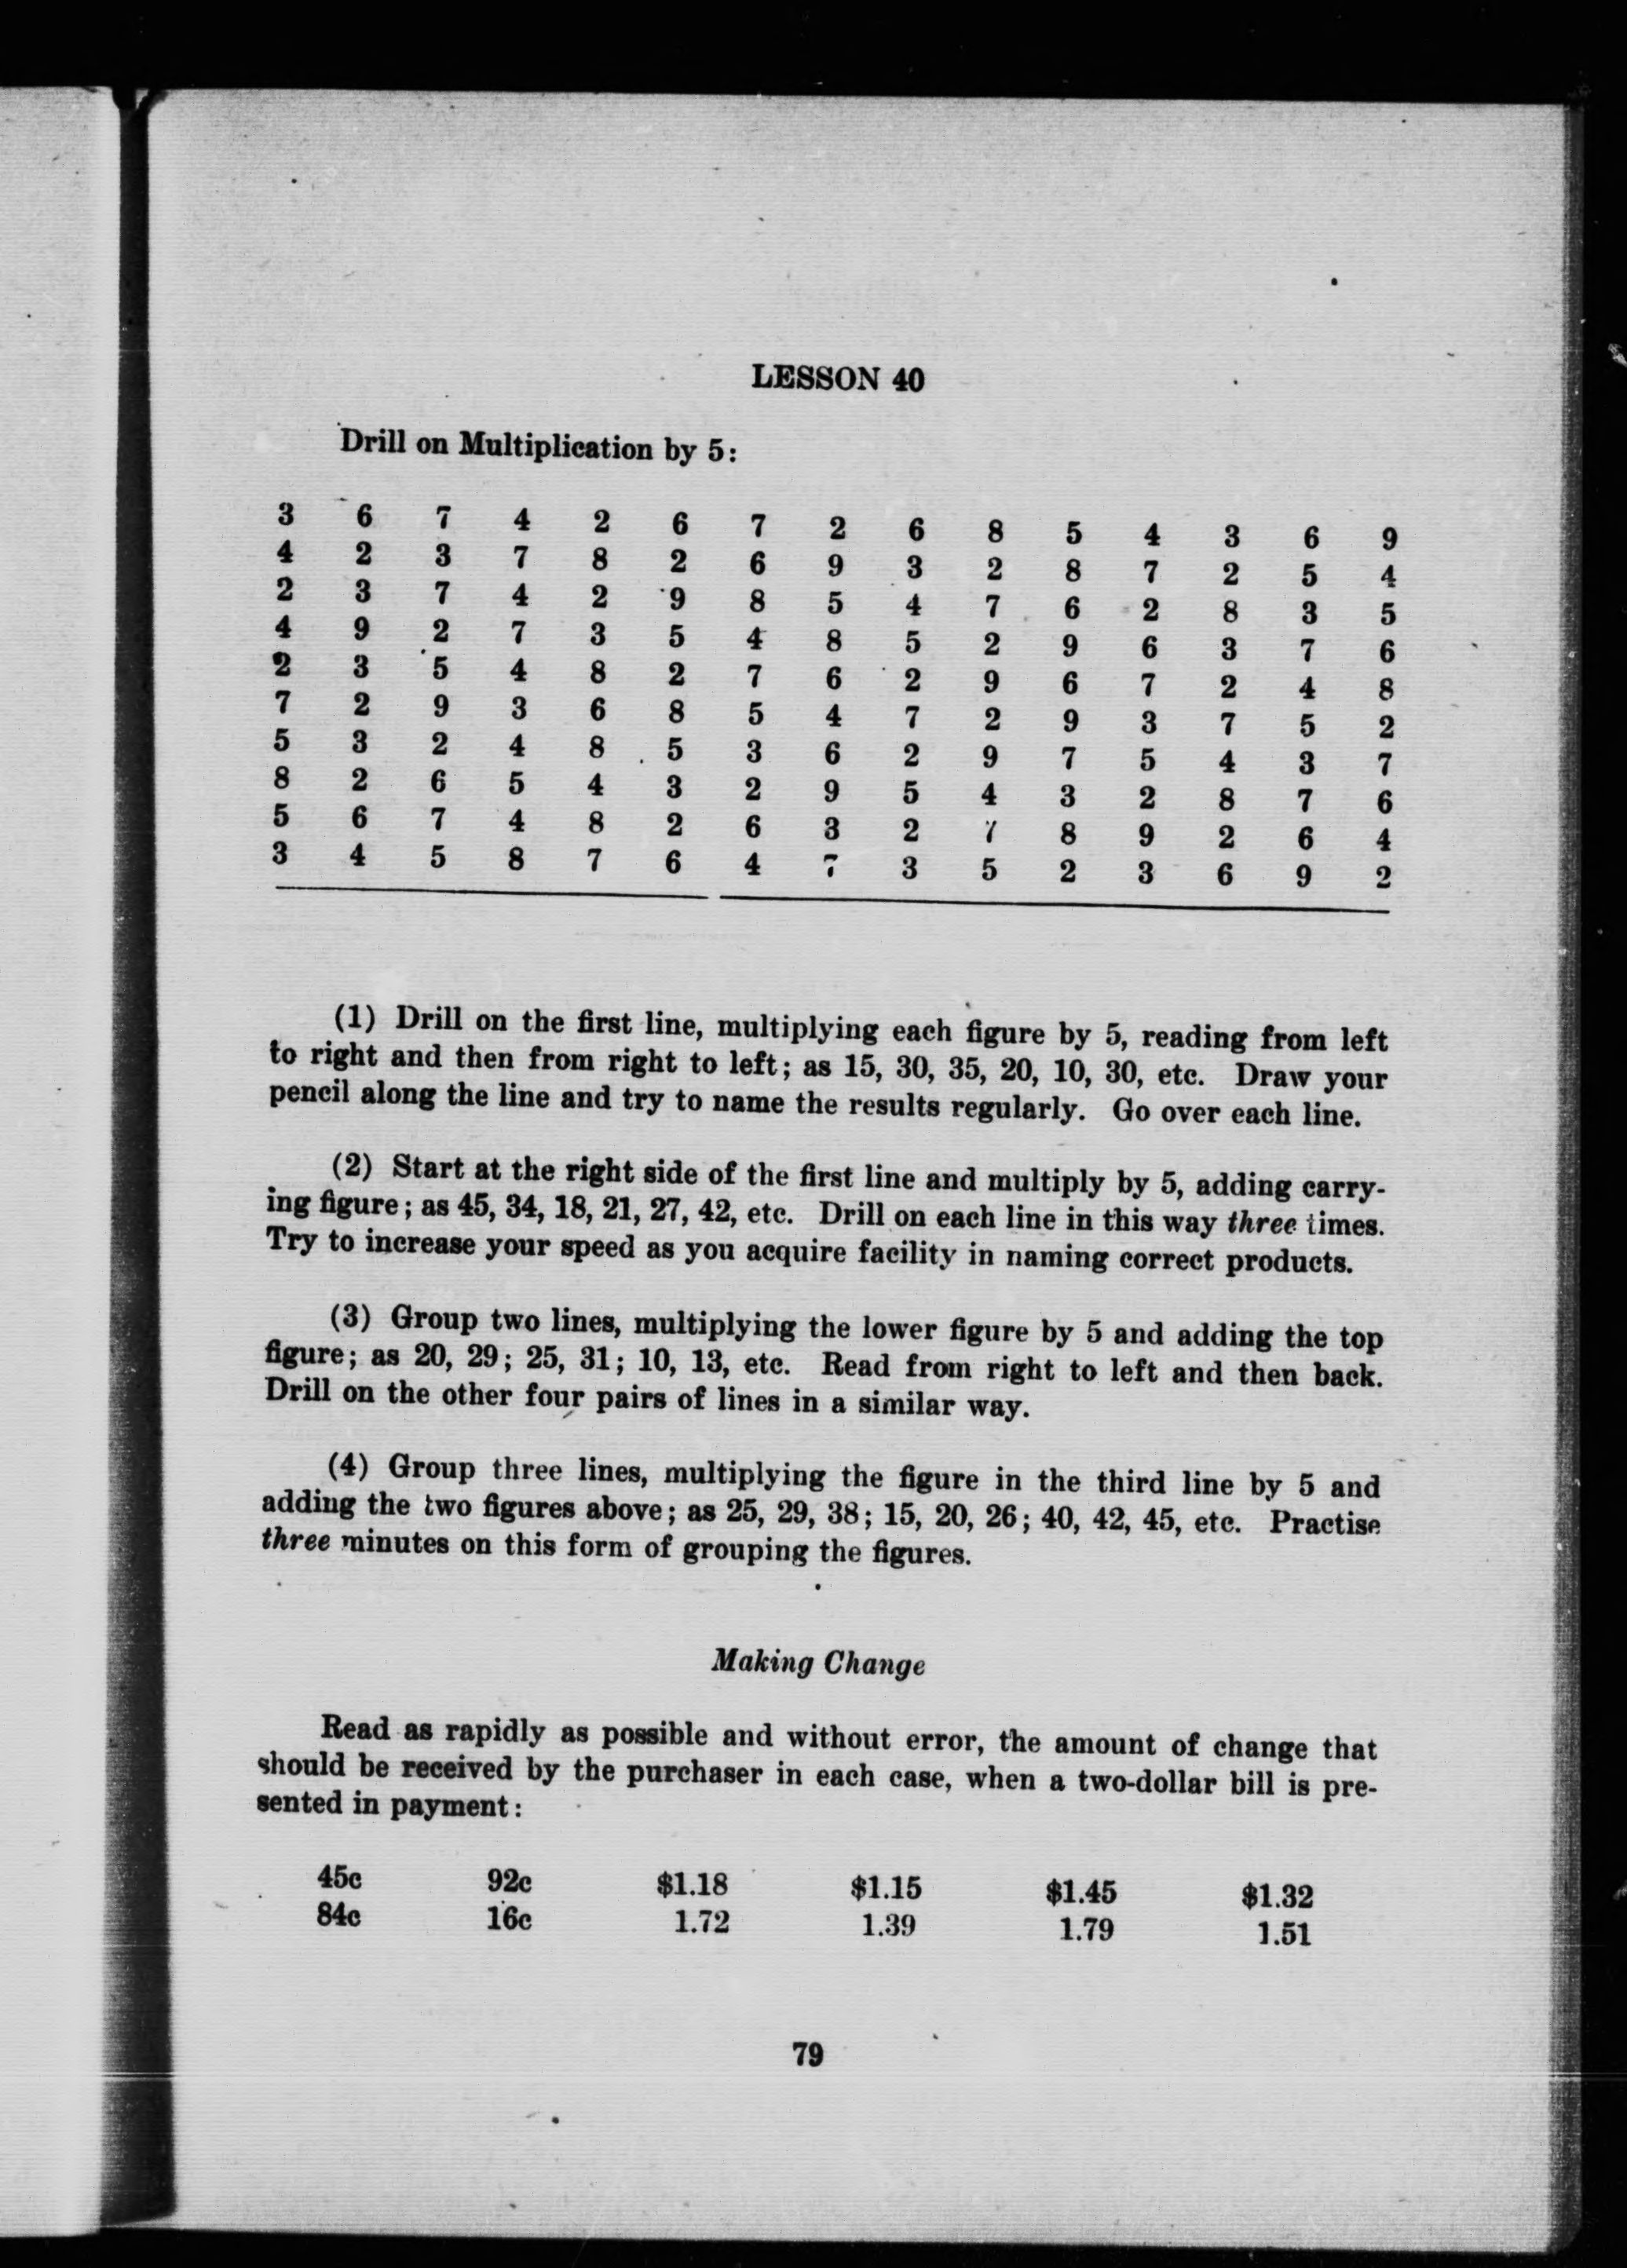 LESSON 40
Drill on Multiplication by 5:
3 6 7 4 2 6 7 2 6 8 5 4 3 6 9
4 2 3 7 8 2 6 9 3 2 8 7 2 5 4
2 3 7 4 2 9 8 5 4 7 6 2 8 3 5
4 9 2 7 3 5 4 8 5 2 9 6 3 7 6
2 3 5 4 8 2 7 6 2 9 6 7 2 4 8
7 2 9 3 6 8 5 4 7 2 9 3 7 5 2
5 3 2 4 8 5 3 6 2 9 7 5 4 3 7
8 2 6 5 4 3 2 9 5 4 3 2 8 7 6
5 6 7 4 8 2 6 3 2 7 8 9 2 6 4
3 4 5 8 7 6 4 7 3 5 2 3 6 9 2
(1) Drill on the first line, multiplying each figure by 5, reading from left
to right and then from right to left; as 15, 30, 35, 20, 10, 30, etc. Draw your
pencil along the line and try to name the results regularly. Go over each line.
(2) Start at the right side of the first line and multiply by 5, adding carry-
ing figure; as 45, 34, 18, 21, 27, 42, etc. Drill on each line in this way three times.
Try to increase your speed as you acquire facility in naming correct products.
(3) Group two lines, multiplying the lower figure by 5 and adding the top
figure; as 20, 29; 25, 31; 10, 13, etc. Read from right to left and then back.
Drill on the other four pairs of lines in a similar way.
(4) Group three lines, multiplying the figure in the third line by 5 and
adding the two figures above; as 25, 29, 38; 15, 20, 26; 40, 42, 45, etc. Practise
three minutes on this form of grouping the figures.
Making Change
Read as rapidly as possible and without error, the amount of change that
should be received by the purchaser in each case, when a two-dollar bill is pre-
sented in payment:
45c 92c $1.18 $1.15 $1.45 $1.32
84c 16c 1.72 1.39 1.79 1.51
79